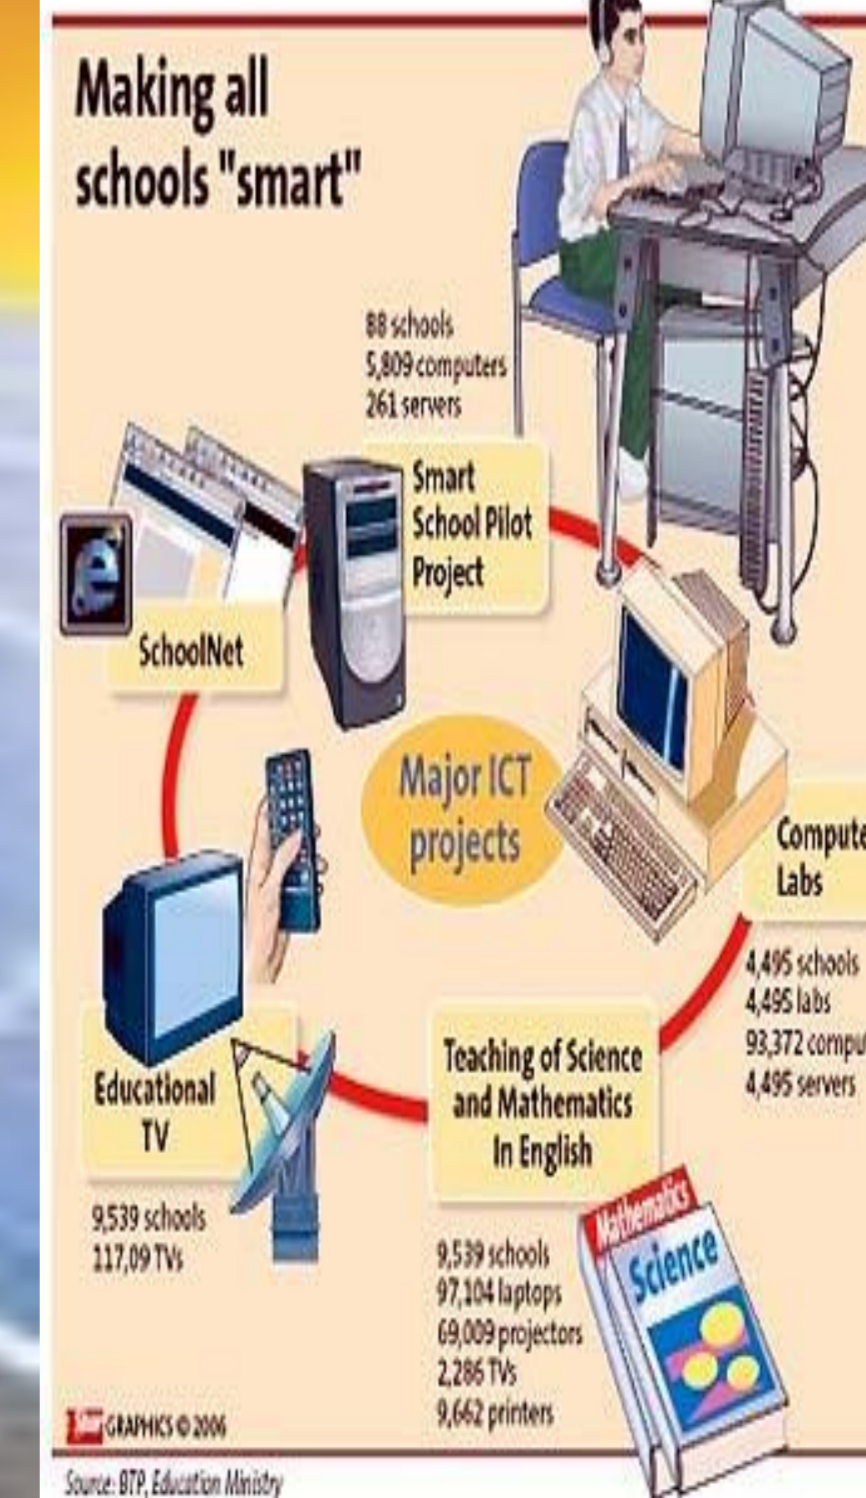 Making all
schools "smart"
88 schools
5,809 computers
261 servers
Smart
School Pilot
Project
SchoolNet
Major ICT
projects
Compute
Labs
4,495 schools
4,495 labs
93,372 comput
4,495 servers
Teaching of Science
and Mathematics
In English
9,539 schools
97,104 laptops
69,009 projectors
2,286 TVs
9,662 printers
Mathematics
Science
Educational
TV
9,539 schools
117,09 TVs
Star GRAPHICS © 2006
Source: BTP, Education Ministry